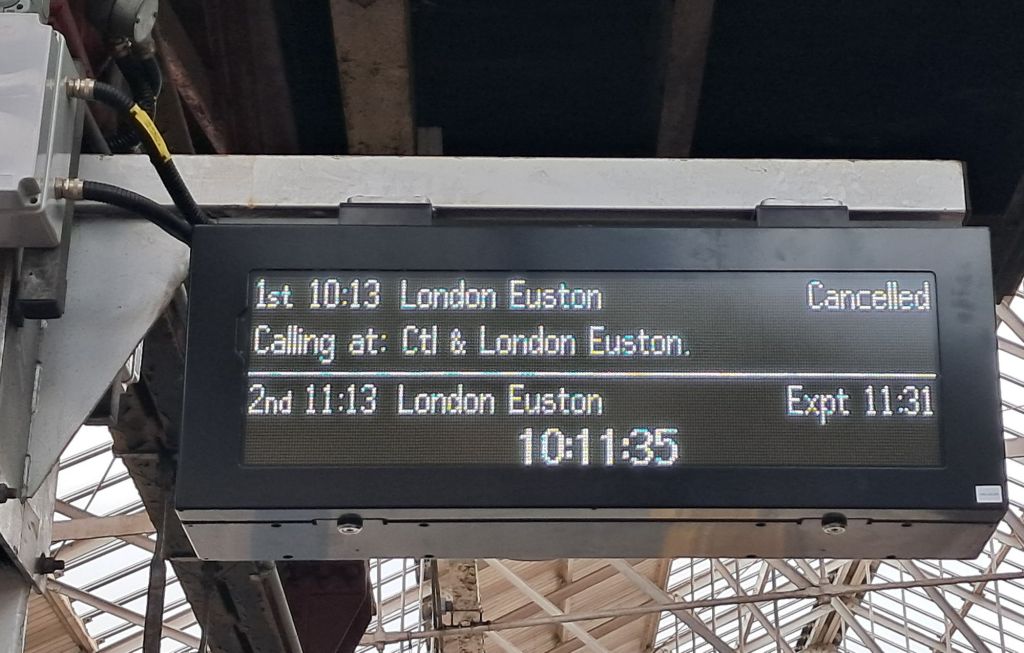 1st 10:13 London Euston Cancelled
Calling at: Ctl & London Euston.
2nd 11:13 London Euston Expt 11:31
10:11:35